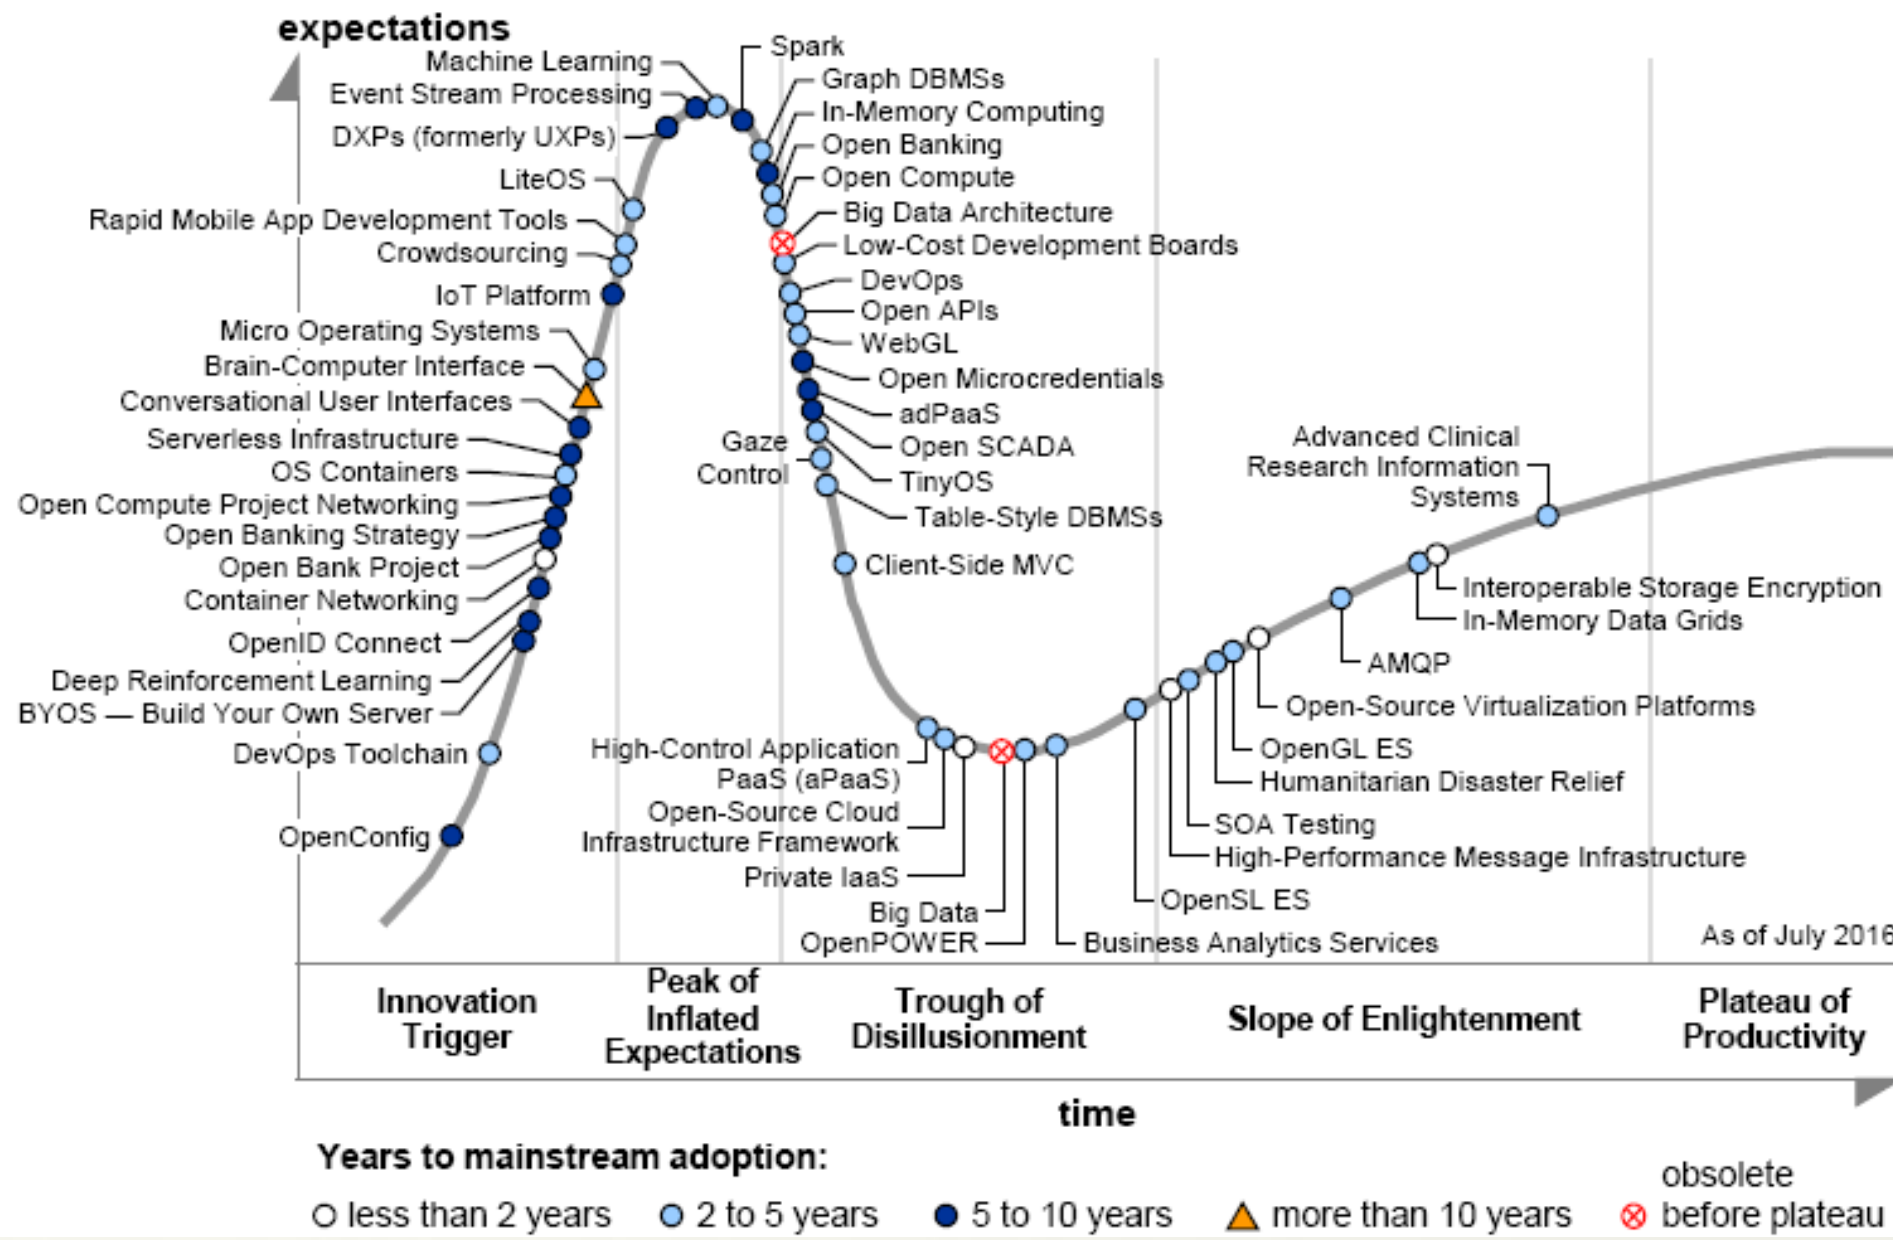 expectations
Spark
Machine Learning
Graph DBMSs
Event Stream Processing
In-Memory Computing
DXPs (formerly UXPs)
Open Banking
LiteOS
Open Compute
Rapid Mobile App Development Tools
Big Data Architecture
Crowdsourcing
Low-Cost Development Boards
IoT Platform
DevOps
Open APIs
Micro Operating Systems
WebGL
Brain-Computer Interface
Open Microcredentials
Conversational User Interfaces
adPaaS
Serverless Infrastructure
Gaze
Control
Open SCADA
OS Containers
TinyOS
Open Compute Project Networking
Table-Style DBMSs
Open Banking Strategy
Open Bank Project
Client-Side MVC
Container Networking
OpenID Connect
Deep Reinforcement Learning
BYOS — Build Your Own Server
DevOps Toolchain
OpenConfig
High-Control Application
PaaS (aPaaS)
Open-Source Cloud
Infrastructure Framework
Private IaaS
Big Data
OpenPOWER
Business Analytics Services
OpenSL ES
High-Performance Message Infrastructure
SOA Testing
Humanitarian Disaster Relief
OpenGL ES
Open-Source Virtualization Platforms
AMQP
In-Memory Data Grids
Interoperable Storage Encryption
Advanced Clinical
Research Information
Systems
As of July 2016
Innovation
Trigger
Peak of
Inflated
Expectations
Trough of
Disillusionment
Slope of Enlightenment
Plateau of
Productivity
time
Years to mainstream adoption:
less than 2 years
2 to 5 years
5 to 10 years
more than 10 years
obsolete
before plateau